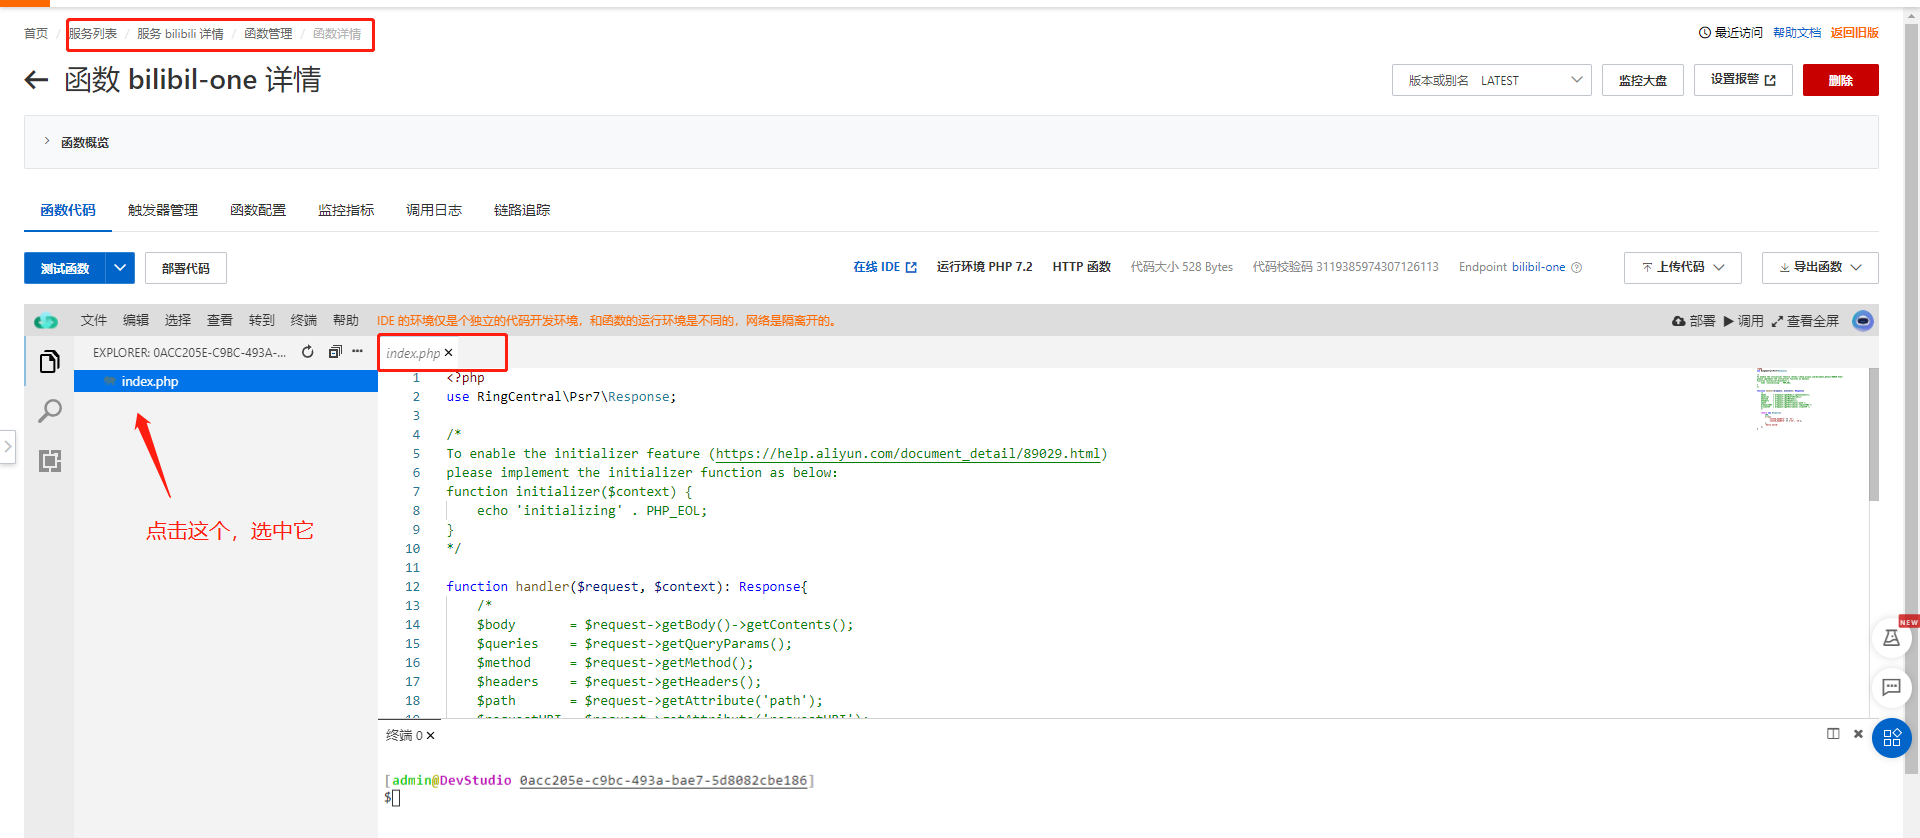 首页 / 服务列表 / 服务 bilibili 详情 / 函数管理 / 函数详情
最近访问 帮助文档 返回旧版
函数 bilibil-one 详情
版本或别名 LATEST 监控大盘 设置报警 删除
函数概览
函数代码 触发器管理 函数配置 监控指标 调用日志 链路追踪
测试函数 部署代码 在线 IDE 运行环境 PHP 7.2 HTTP 函数 代码大小 528 Bytes 代码校验码 3119385974307126113 Endpoint bilibil-one 上传代码 导出函数
文件 编辑 选择 查看 转到 终端 帮助 IDE 的环境仅是个独立的代码开发环境，和函数的运行环境是不同的，网络是隔离开的。 部署 调用 查看全屏
EXPLORER: 0ACC205E-C9BC-493A-...
index.php
点击这个，选中它
index.php
1 <?php
2 use RingCentral\Psr7\Response;
3
4 /*
5 To enable the initializer feature (https://help.aliyun.com/document_detail/89029.html)
6 please implement the initializer function as below:
7 function initializer($context) {
8     echo 'initializing' . PHP_EOL;
9 }
10 */
11
12 function handler($request, $context): Response{
13     /*
14     $body       = $request->getBody()->getContents();
15     $queries    = $request->getQueryParams();
16     $method     = $request->getMethod();
17     $headers    = $request->getHeaders();
18     $path       = $request->getAttribute('path');
19     $requestURI = $request->getAttribute('requestURI');
终端 0
[admin@DevStudio 0acc205e-c9bc-493a-bae7-5d8082cbe186]
$
NEW